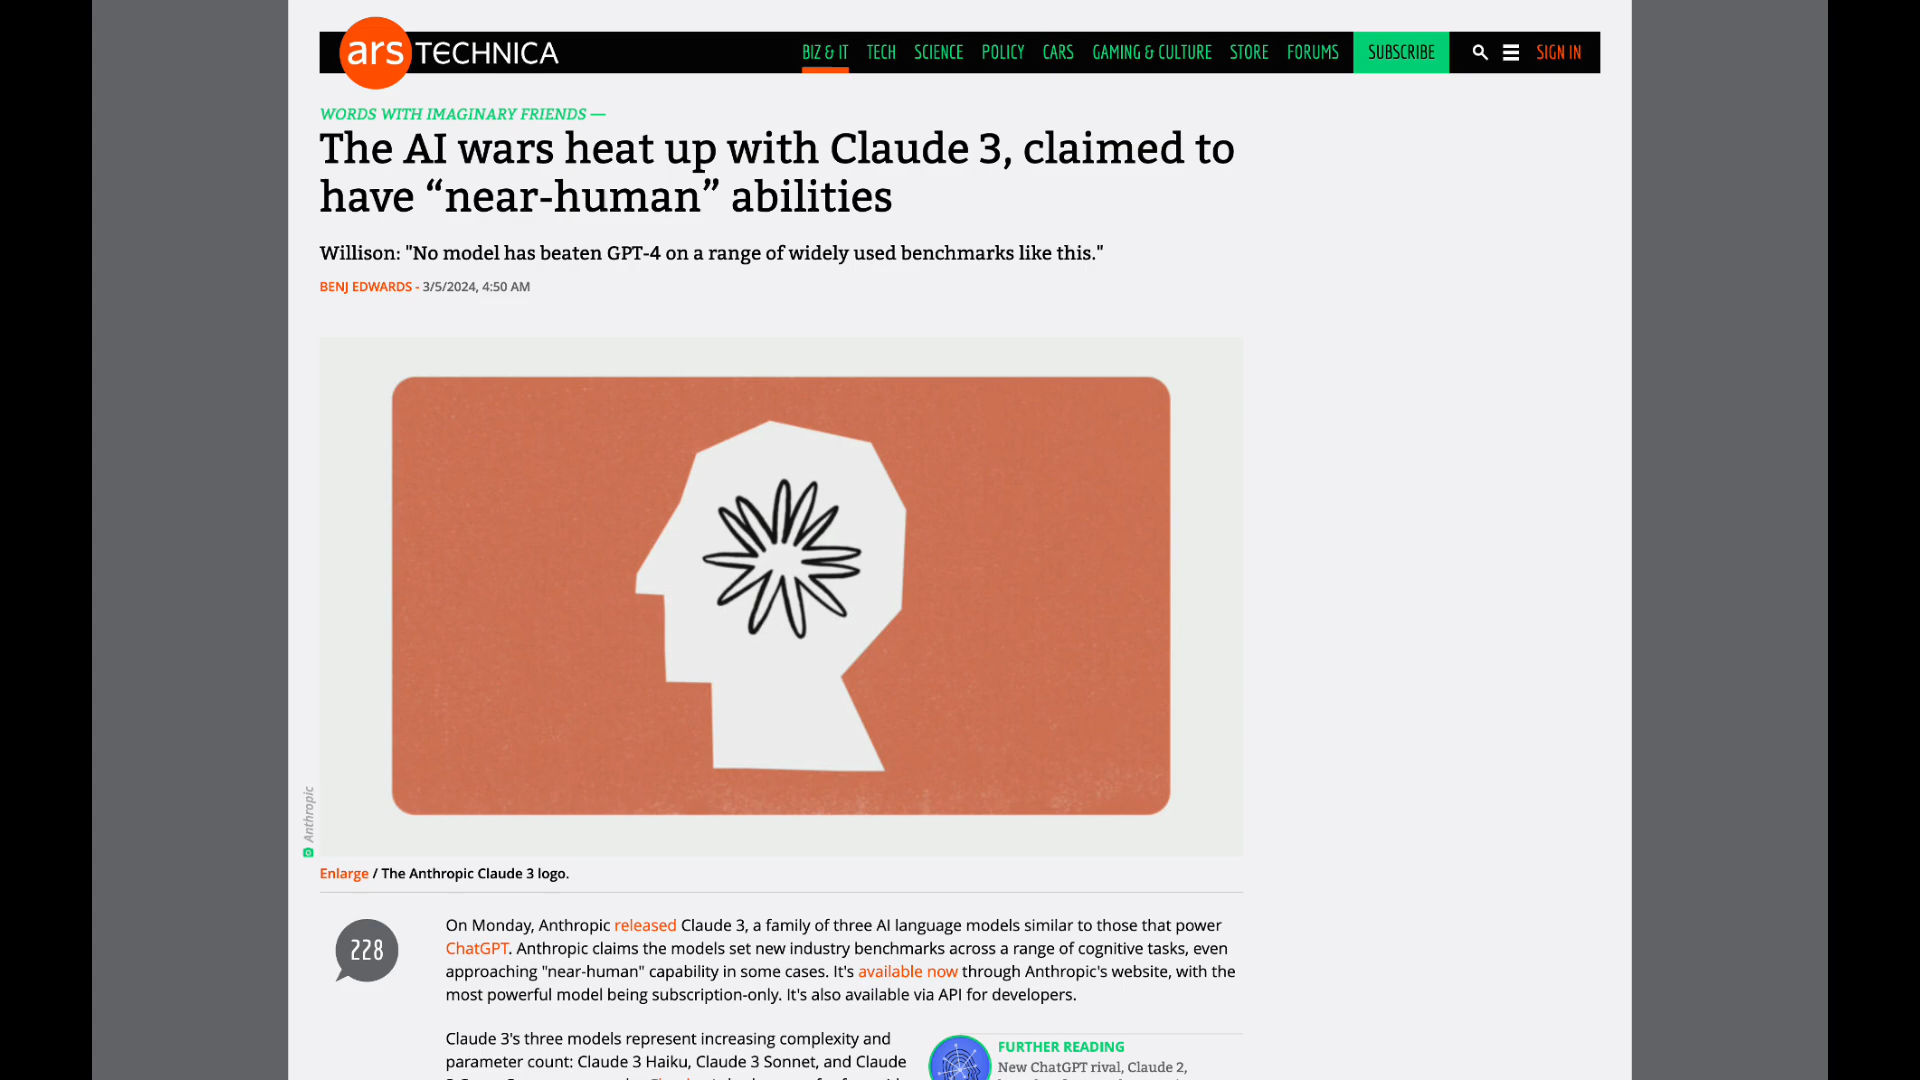 ars TECHNICA
BIZ & IT TECH SCIENCE POLICY CARS GAMING & CULTURE STORE FORUMS SUBSCRIBE SIGN IN
WORDS WITH IMAGINARY FRIENDS —
The AI wars heat up with Claude 3, claimed to
have “near-human” abilities
Willison: "No model has beaten GPT-4 on a range of widely used benchmarks like this."
BENJ EDWARDS - 3/5/2024, 4:50 AM
Anthropic
Enlarge / The Anthropic Claude 3 logo.
228
On Monday, Anthropic released Claude 3, a family of three AI language models similar to those that power
ChatGPT. Anthropic claims the models set new industry benchmarks across a range of cognitive tasks, even
approaching "near-human" capability in some cases. It's available now through Anthropic's website, with the
most powerful model being subscription-only. It's also available via API for developers.
Claude 3's three models represent increasing complexity and
parameter count: Claude 3 Haiku, Claude 3 Sonnet, and Claude
FURTHER READING
New ChatGPT rival, Claude 2,